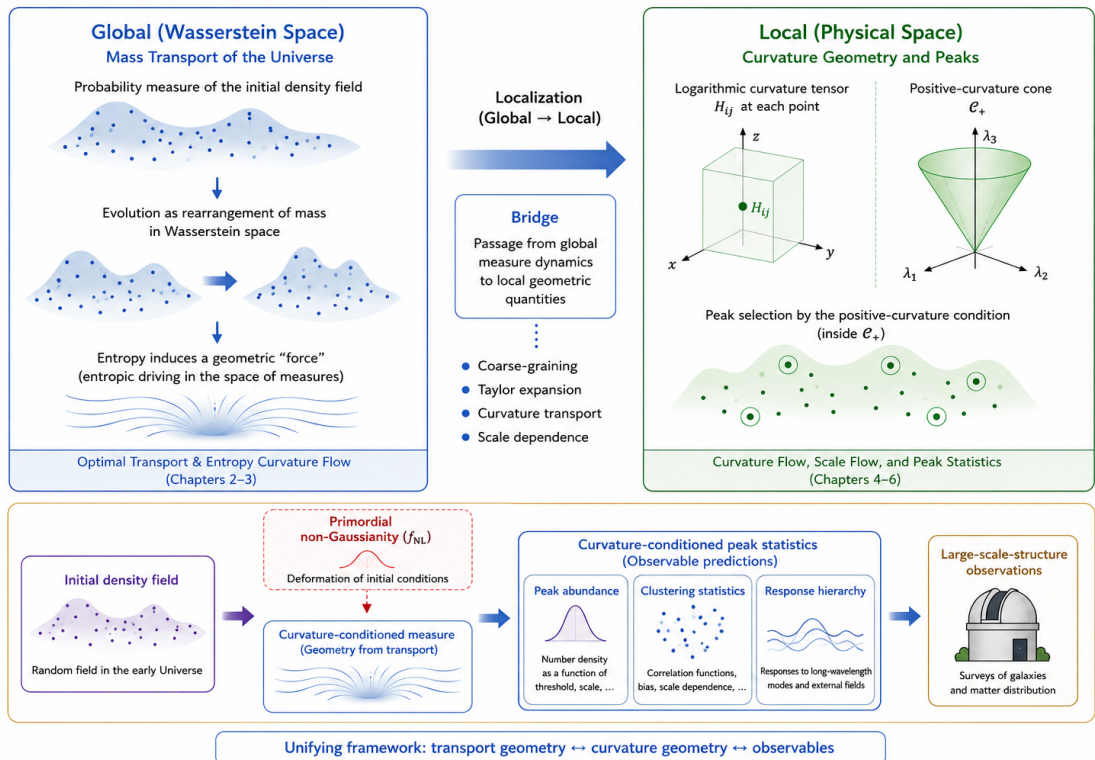 Global (Wasserstein Space)
Mass Transport of the Universe
Probability measure of the initial density field
Evolution as rearrangement of mass
in Wasserstein space
Entropy induces a geometric “force”
(entropic driving in the space of measures)
Optimal Transport & Entropy Curvature Flow
(Chapters 2–3)
Localization
(Global → Local)
Bridge
Passage from global
measure dynamics
to local geometric
quantities
Coarse-graining
Taylor expansion
Curvature transport
Scale dependence
Local (Physical Space)
Curvature Geometry and Peaks
Logarithmic curvature tensor
H_{ij} at each point
z
H_{ij}
x
y
Positive-curvature cone
𝒞₊
λ₃
λ₁
λ₂
Peak selection by the positive-curvature condition
(inside 𝒞₊)
Curvature Flow, Scale Flow, and Peak Statistics
(Chapters 4–6)
Initial density field
Random field in the early Universe
Primordial
non-Gaussianity (f_{NL})
Deformation of initial conditions
Curvature-conditioned measure
(Geometry from transport)
Curvature-conditioned peak statistics
(Observable predictions)
Peak abundance
Number density
as a function of
threshold, scale, ...
Clustering statistics
Correlation functions,
bias, scale dependence, ...
Response hierarchy
Responses to long-wavelength
modes and external fields
Large-scale-structure
observations
Surveys of galaxies
and matter distribution
Unifying framework: transport geometry ↔ curvature geometry ↔ observables